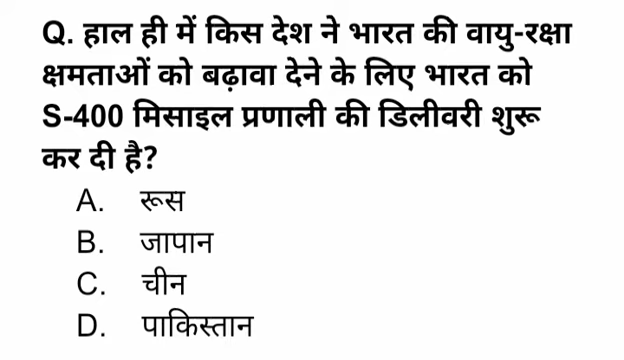 Q. हाल ही में किस देश ने भारत की वायु-रक्षा
क्षमताओं को बढ़ावा देने के लिए भारत को
S-400 मिसाइल प्रणाली की डिलीवरी शुरू
कर दी है?
A. रूस
B. जापान
C. चीन
D. पाकिस्तान